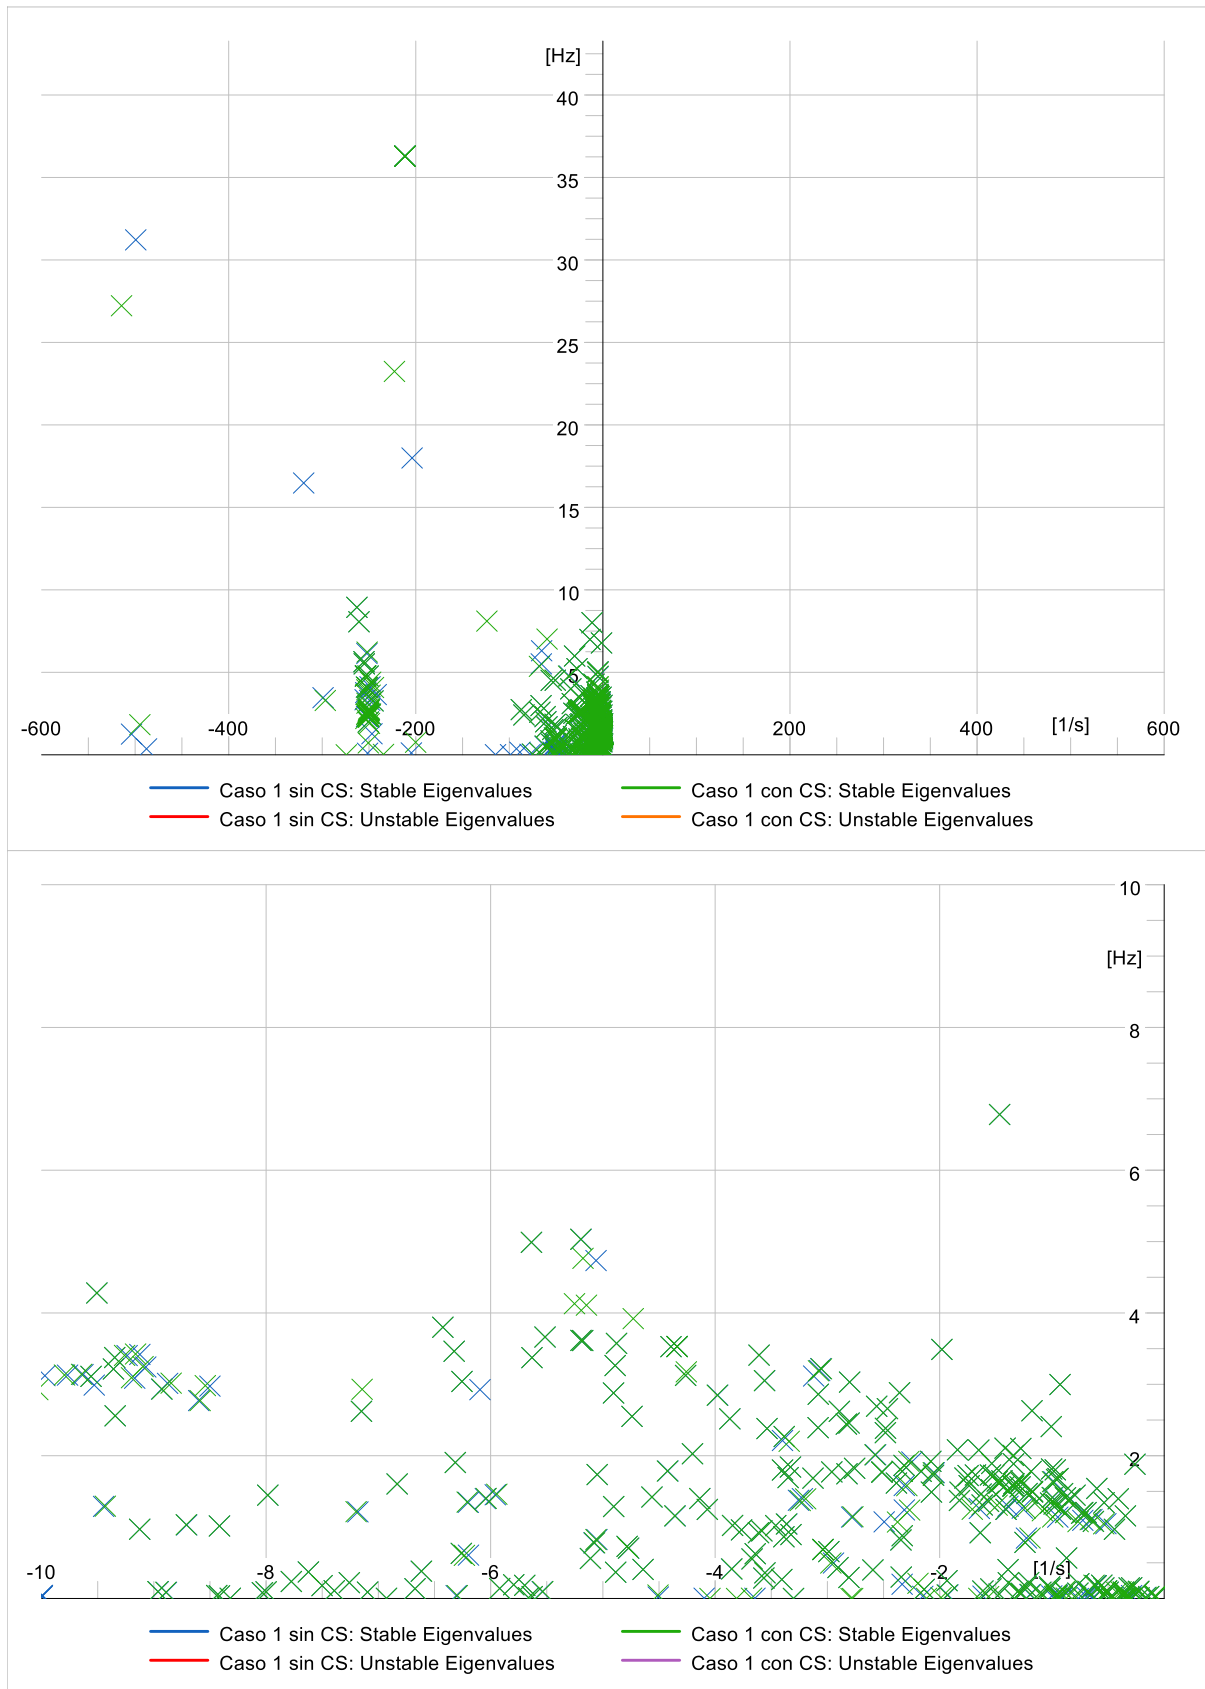 [Hz]
40
35
30
25
20
15
10
5
-600 -400 -200 200 400 [1/s] 600
Caso 1 sin CS: Stable Eigenvalues Caso 1 con CS: Stable Eigenvalues
Caso 1 sin CS: Unstable Eigenvalues Caso 1 con CS: Unstable Eigenvalues
10
[Hz]
8
6
4
2
-10 -8 -6 -4 -2 [1/s]
Caso 1 sin CS: Stable Eigenvalues Caso 1 con CS: Stable Eigenvalues
Caso 1 sin CS: Unstable Eigenvalues Caso 1 con CS: Unstable Eigenvalues